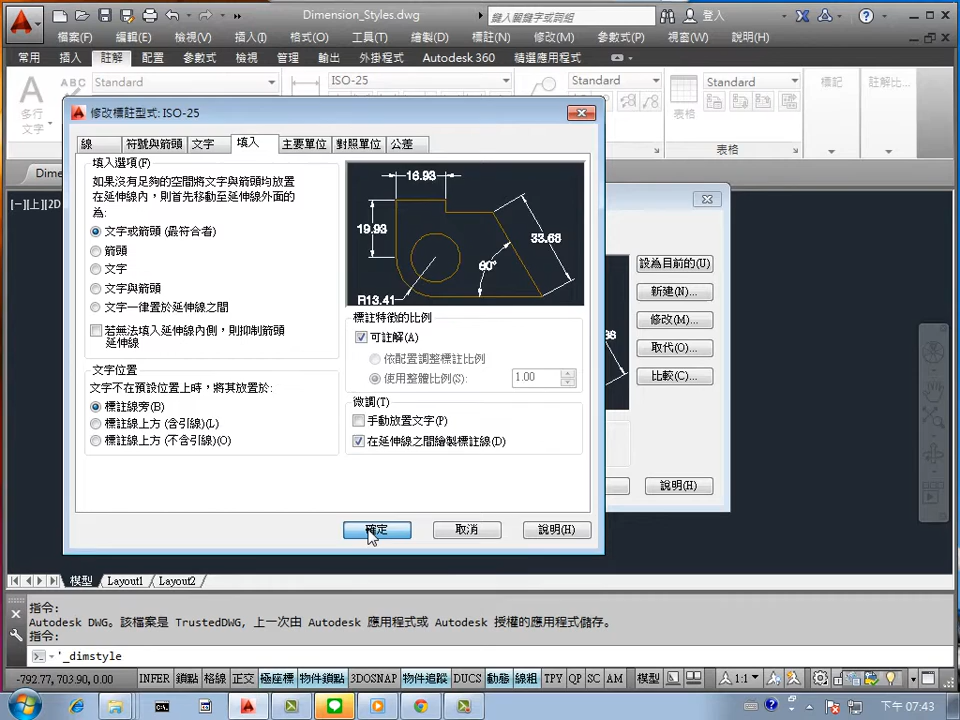 Dimension_Styles.dwg
鍵入關鍵字或片組
登入
檔案(F) 編輯(E) 檢視(V) 插入(I) 格式(O) 工具(T) 繪製(D) 標註(N) 修改(M) 參數式(P) 視窗(W) 說明(H)
常用 插入 註解 配置 參數式 檢視 管理 輸出 外掛程式 Autodesk 360 精選應用程式
ABC Standard ISO-25 Standard Standard 標記 註解比...
多行
文字
表格
表格
Dime
[−][上][2D
修改標註型式: ISO-25
線 符號與箭頭 文字 填入 主要單位 對照單位 公差
填入選項(F)
如果沒有足夠的空間將文字與箭頭均放置
在延伸線內，則首先移動至延伸線外面的
為:
文字或箭頭 (最符合者)
箭頭
文字
文字與箭頭
文字一律置於延伸線之間
若無法填入延伸線內側，則抑制箭頭
延伸線
文字位置
文字不在預設位置上時，將其放置於:
標註線旁(B)
標註線上方 (含引線)(L)
標註線上方 (不含引線)(O)
16.93
19.93
33.68
60°
R13.41
標註特徵的比例
可註解(A)
依配置調整標註比例
使用整體比例(S): 1.00
微調(T)
手動放置文字(P)
在延伸線之間繪製標註線(D)
確定 取消 說明(H)
設為目前的(U)
新建(N)...
修改(M)...
取代(O)...
比較(C)...
說明(H)
模型 Layout1 Layout2
指令:
Autodesk DWG。該檔案是 TrustedDWG, 上一次由 Autodesk 應用程式或 Autodesk 授權的應用程式儲存。
指令:
'_dimstyle
-792.77, 703.90, 0.00 INFER 鎖點 格線 正交 極座標 物件鎖點 3DOSNAP 物件追蹤 DUCS 動態 線粗 TPY QP SC AM 模型 1:1
下午 07:43